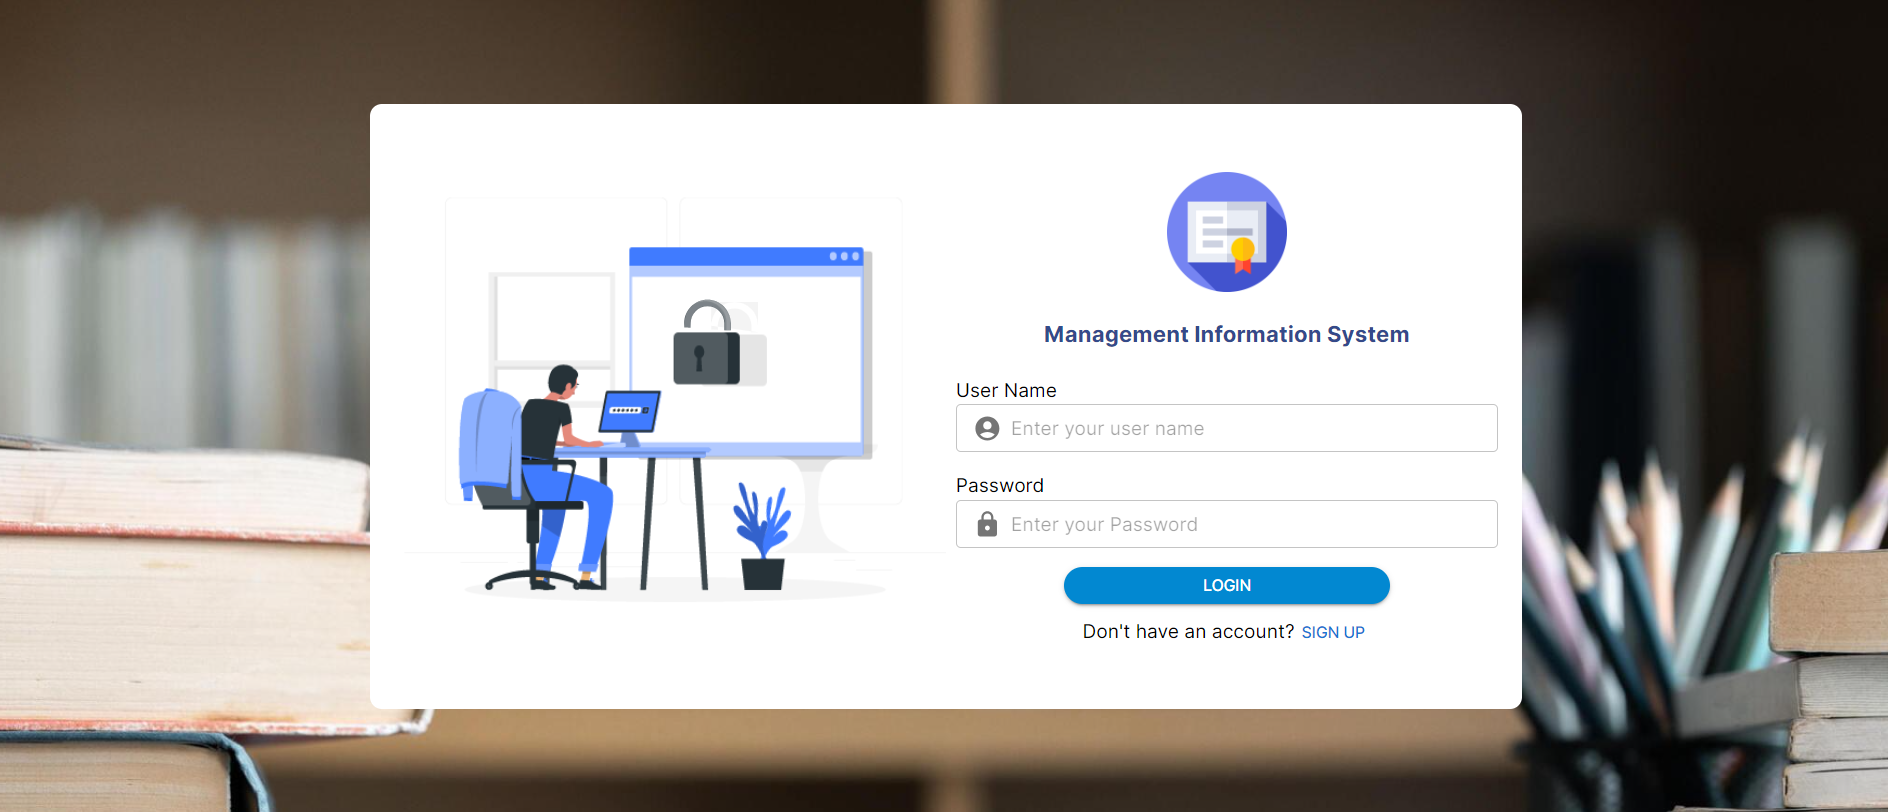 Management Information System
User Name
Enter your user name
Password
Enter your Password
LOGIN
Don't have an account? SIGN UP